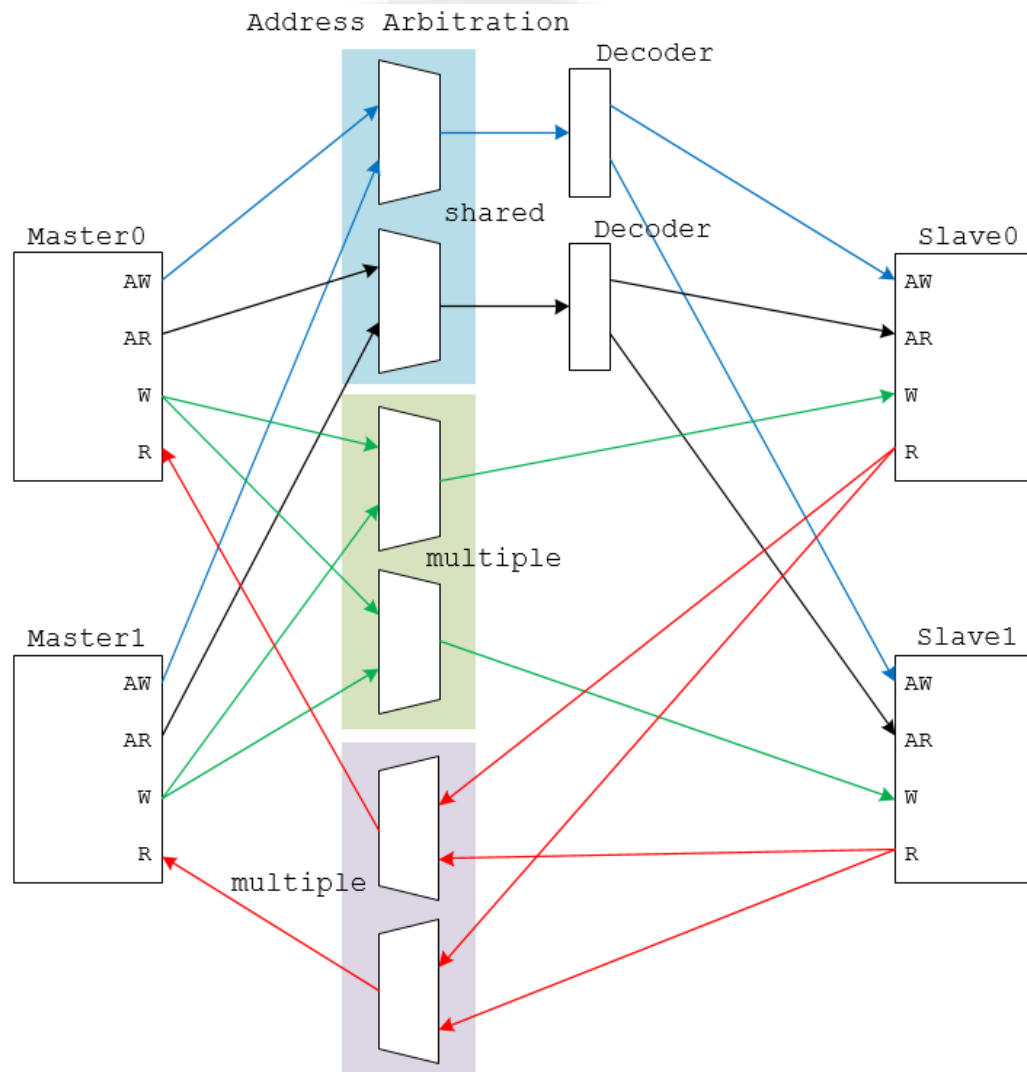 Address Arbitration
Decoder
shared
Decoder
Master0
Slave0
AW
AR
W
R
AW
AR
W
R
multiple
Master1
Slave1
AW
AR
W
R
AW
AR
W
R
multiple